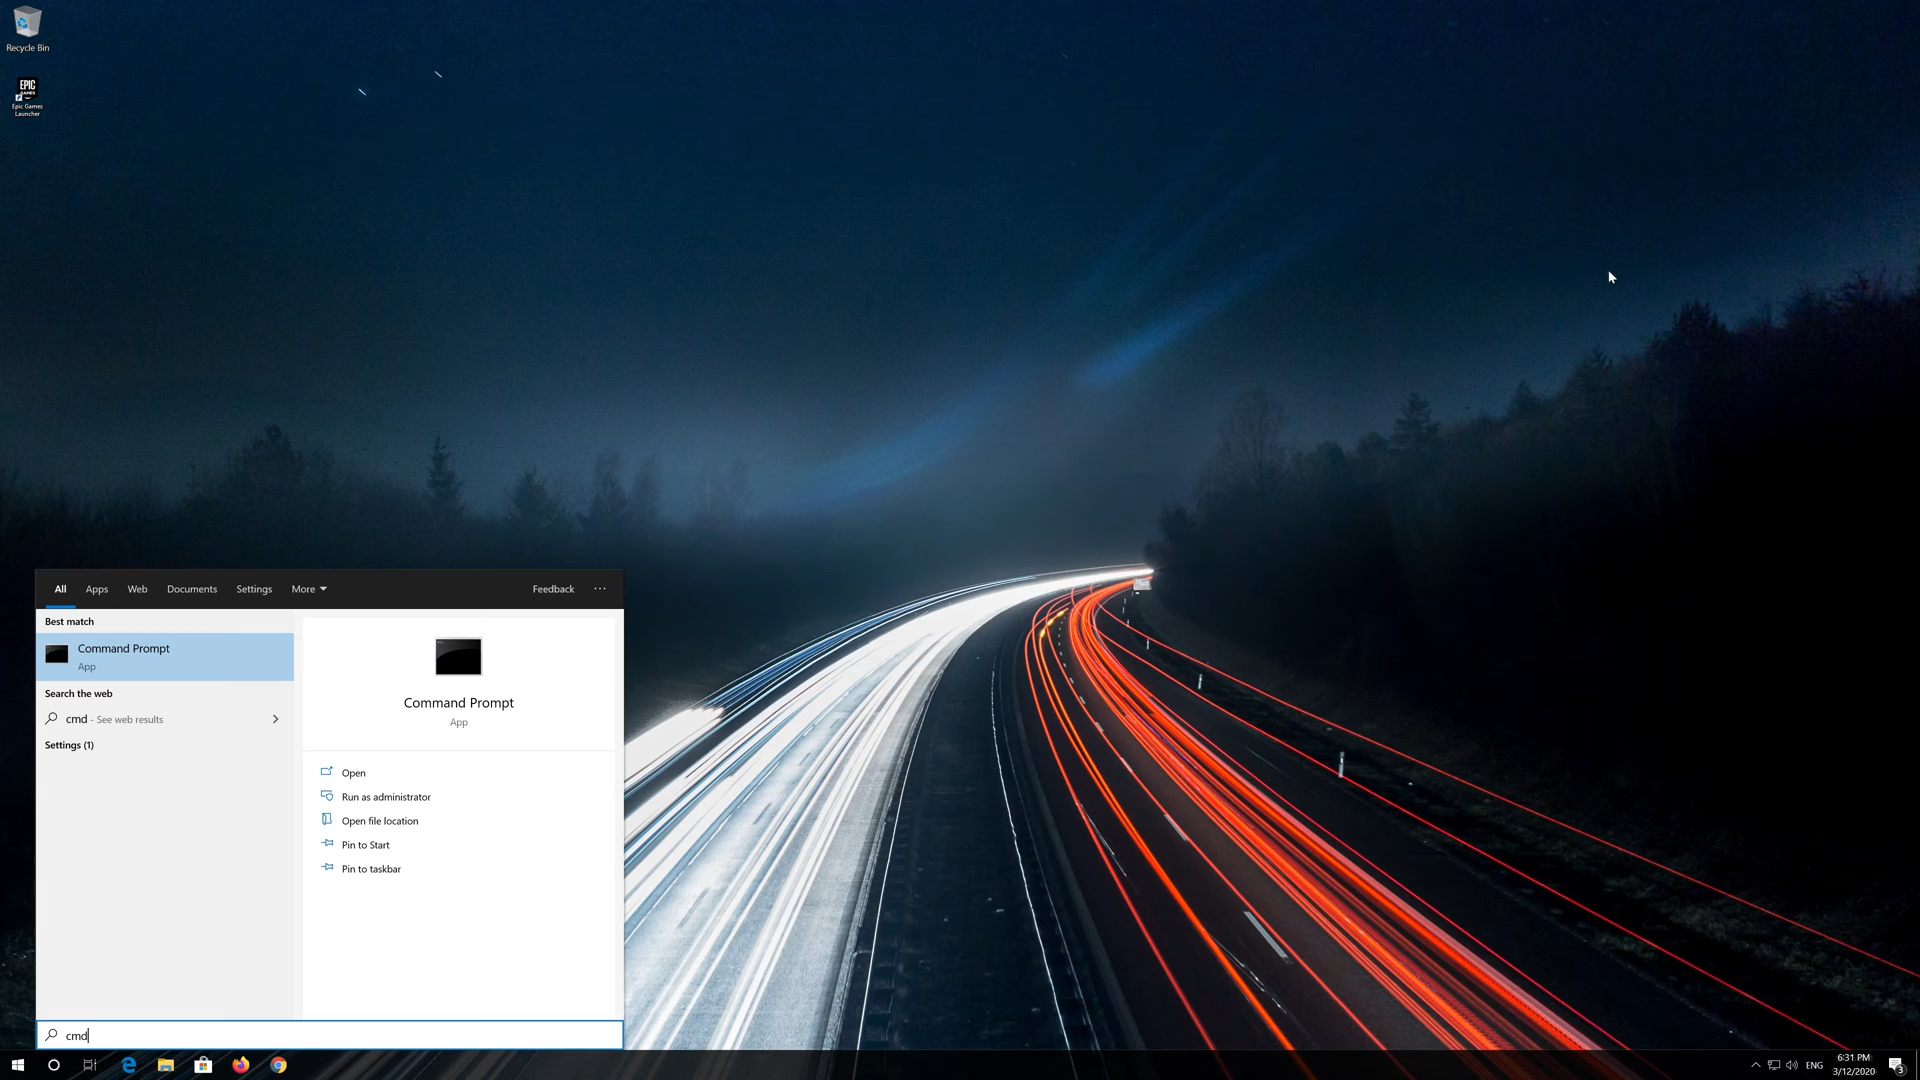 Recycle Bin
EPIC
GAMES
Epic Games
Launcher
All Apps Web Documents Settings More Feedback
Best match
Command Prompt
App
Search the web
cmd - See web results
Settings (1)
Command Prompt
App
Open
Run as administrator
Open file location
Pin to Start
Pin to taskbar
cmd
ENG
6:31 PM
3/12/2020
3